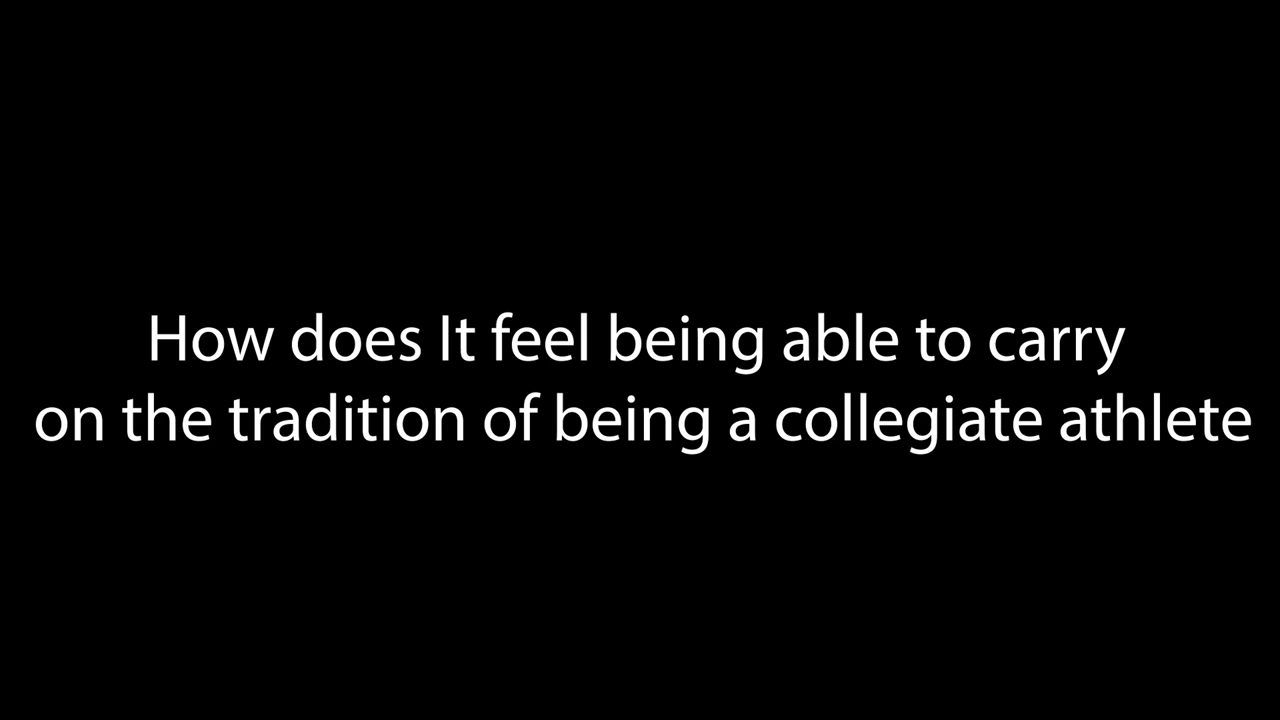 How does It feel being able to carry
on the tradition of being a collegiate athlete